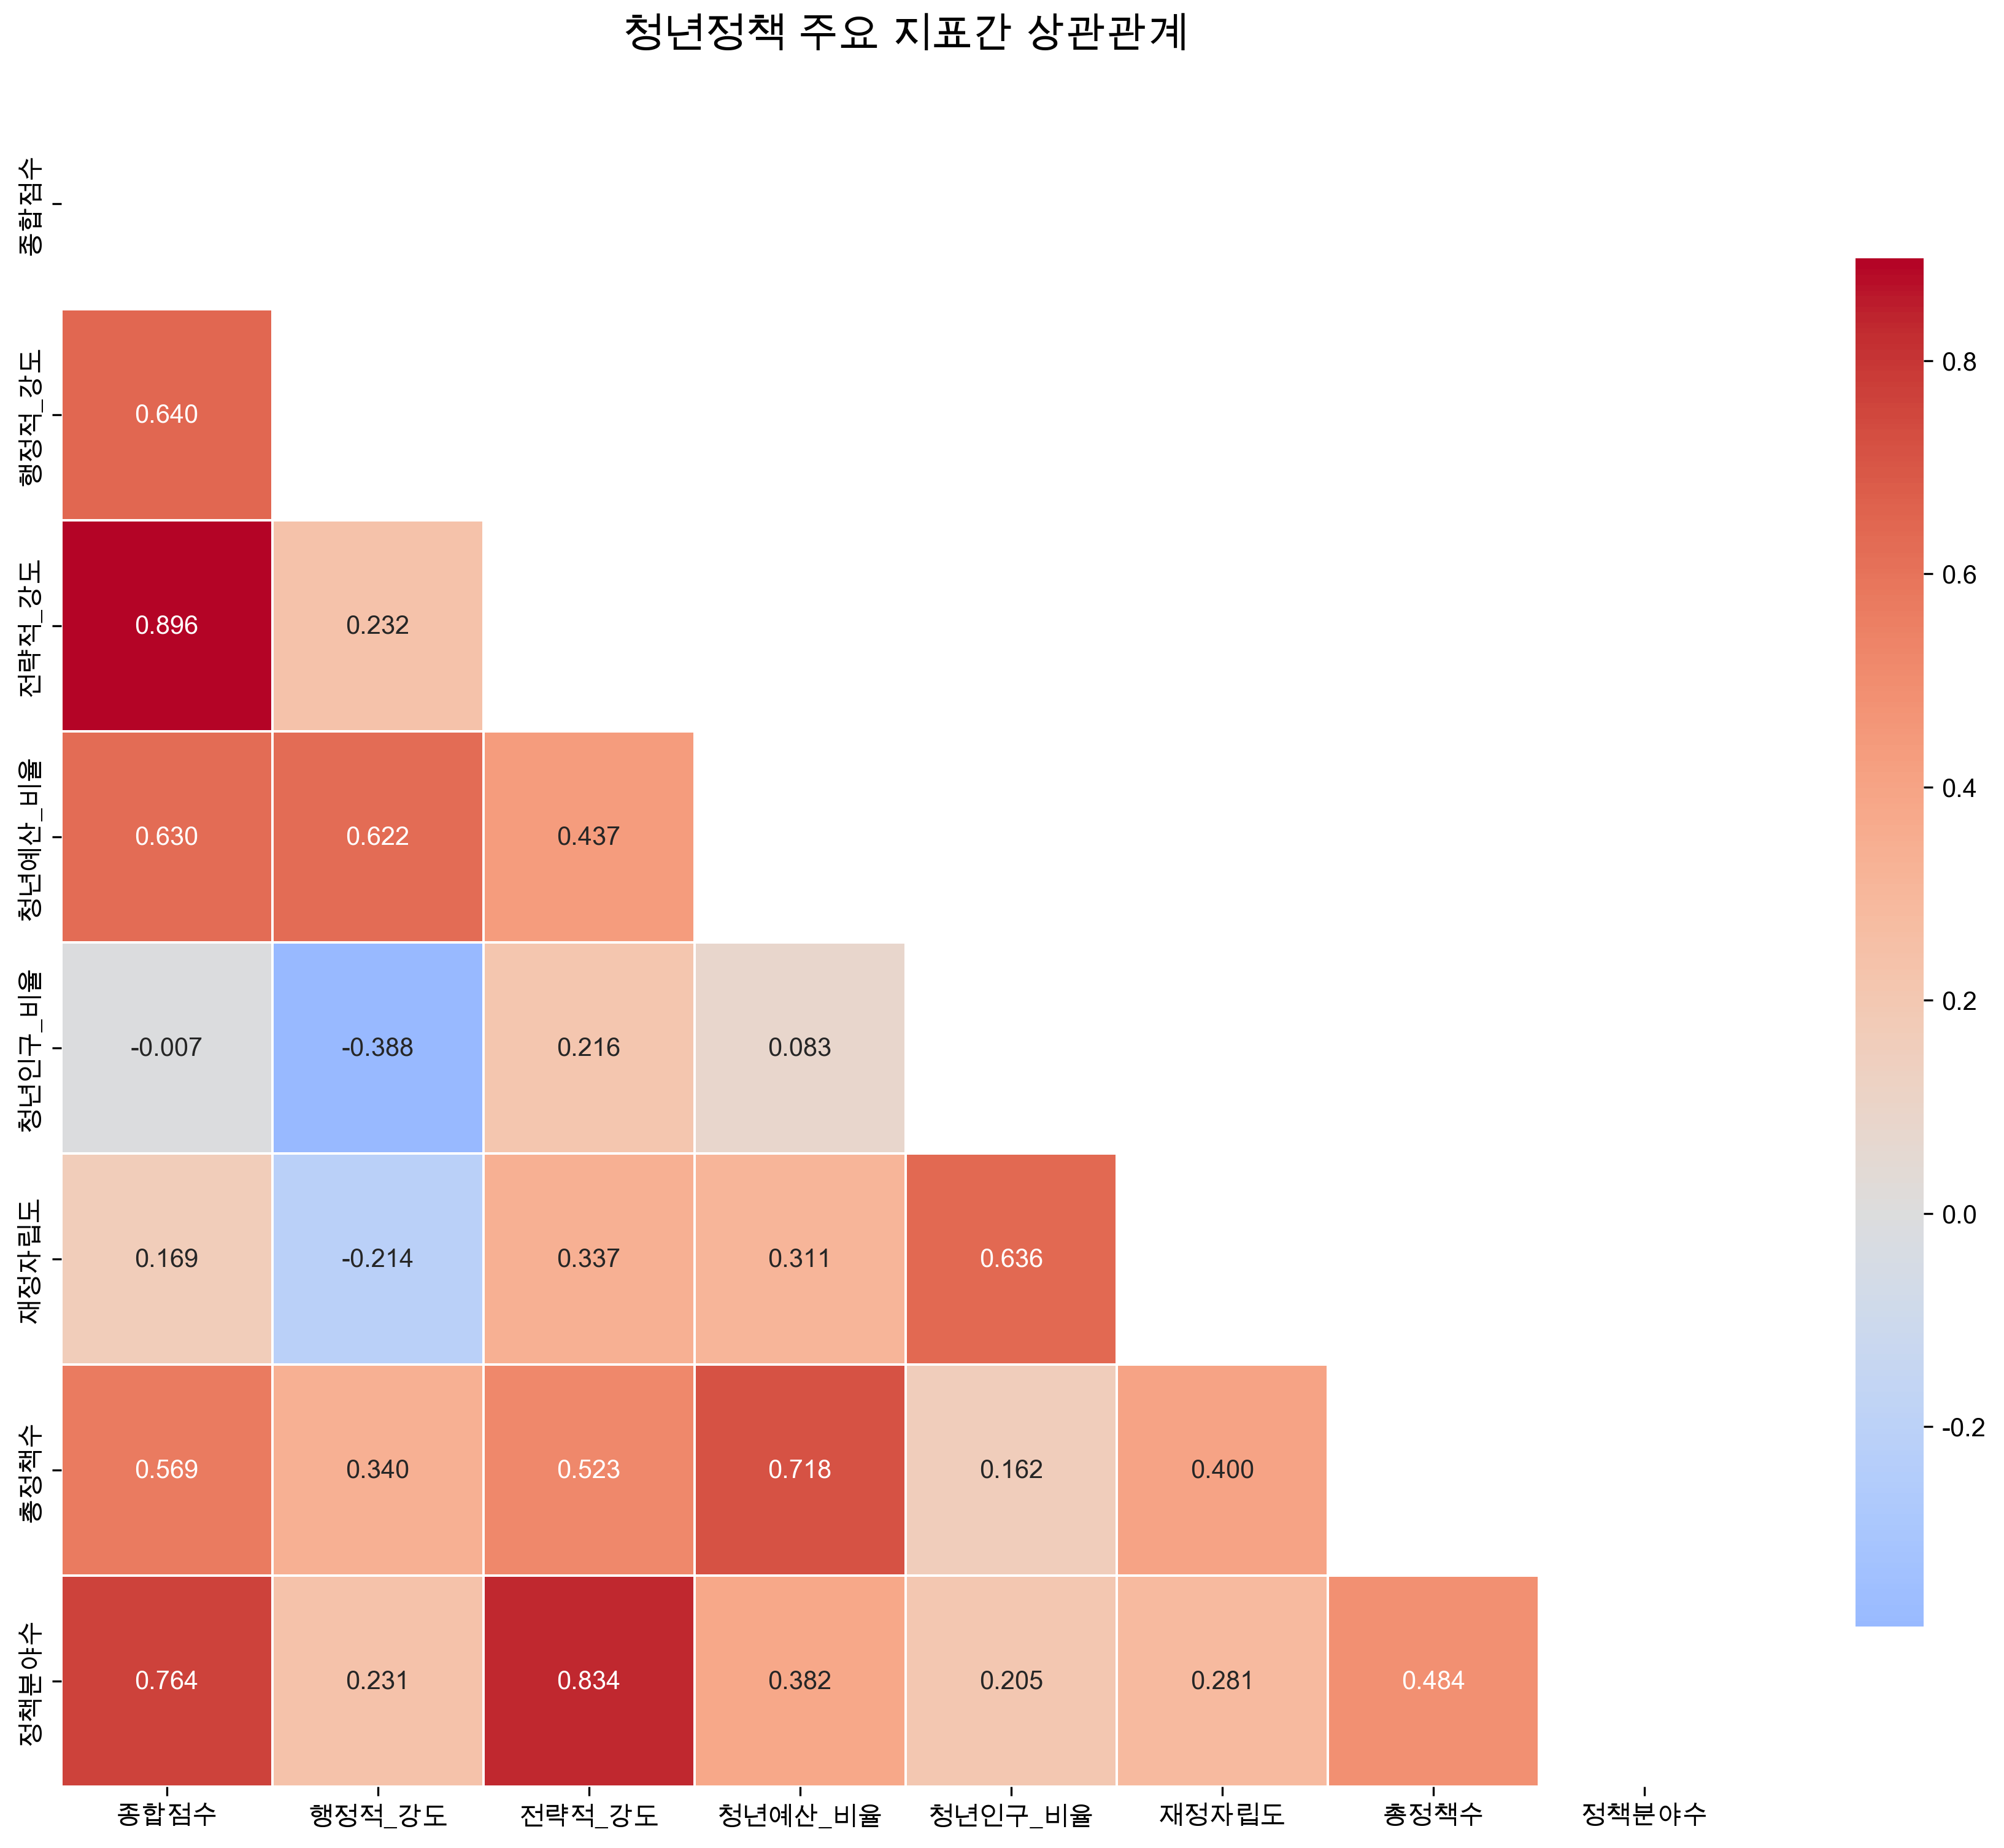 청년정책 주요 지표간 상관관계
종합점수
행정적_강도 0.640
전략적_강도 0.896 0.232
청년예산_비율 0.630 0.622 0.437
청년인구_비율 -0.007 -0.388 0.216 0.083
재정자립도 0.169 -0.214 0.337 0.311 0.636
총정책수 0.569 0.340 0.523 0.718 0.162 0.400
정책분야수 0.764 0.231 0.834 0.382 0.205 0.281 0.484
종합점수 행정적_강도 전략적_강도 청년예산_비율 청년인구_비율 재정자립도 총정책수 정책분야수
0.8
0.6
0.4
0.2
0.0
-0.2